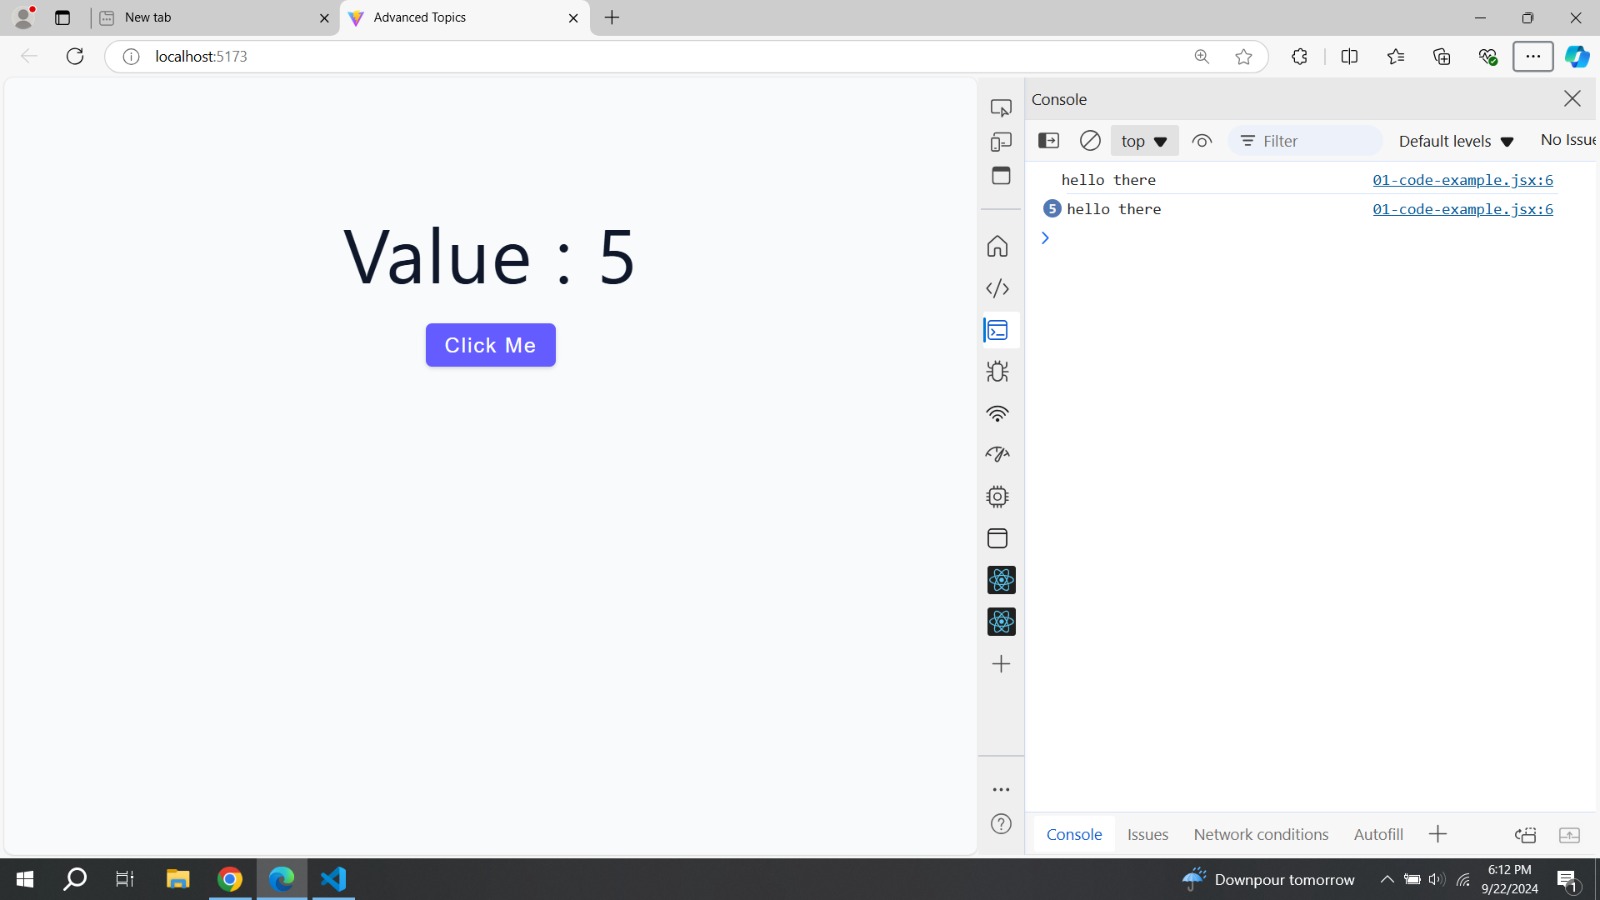 New tab
Advanced Topics
localhost:5173
Console
top
Filter
Default levels
No Issue
hello there 01-code-example.jsx:6
5 hello there 01-code-example.jsx:6
Value : 5
Click Me
Console Issues Network conditions Autofill
Downpour tomorrow
6:12 PM
9/22/2024
1